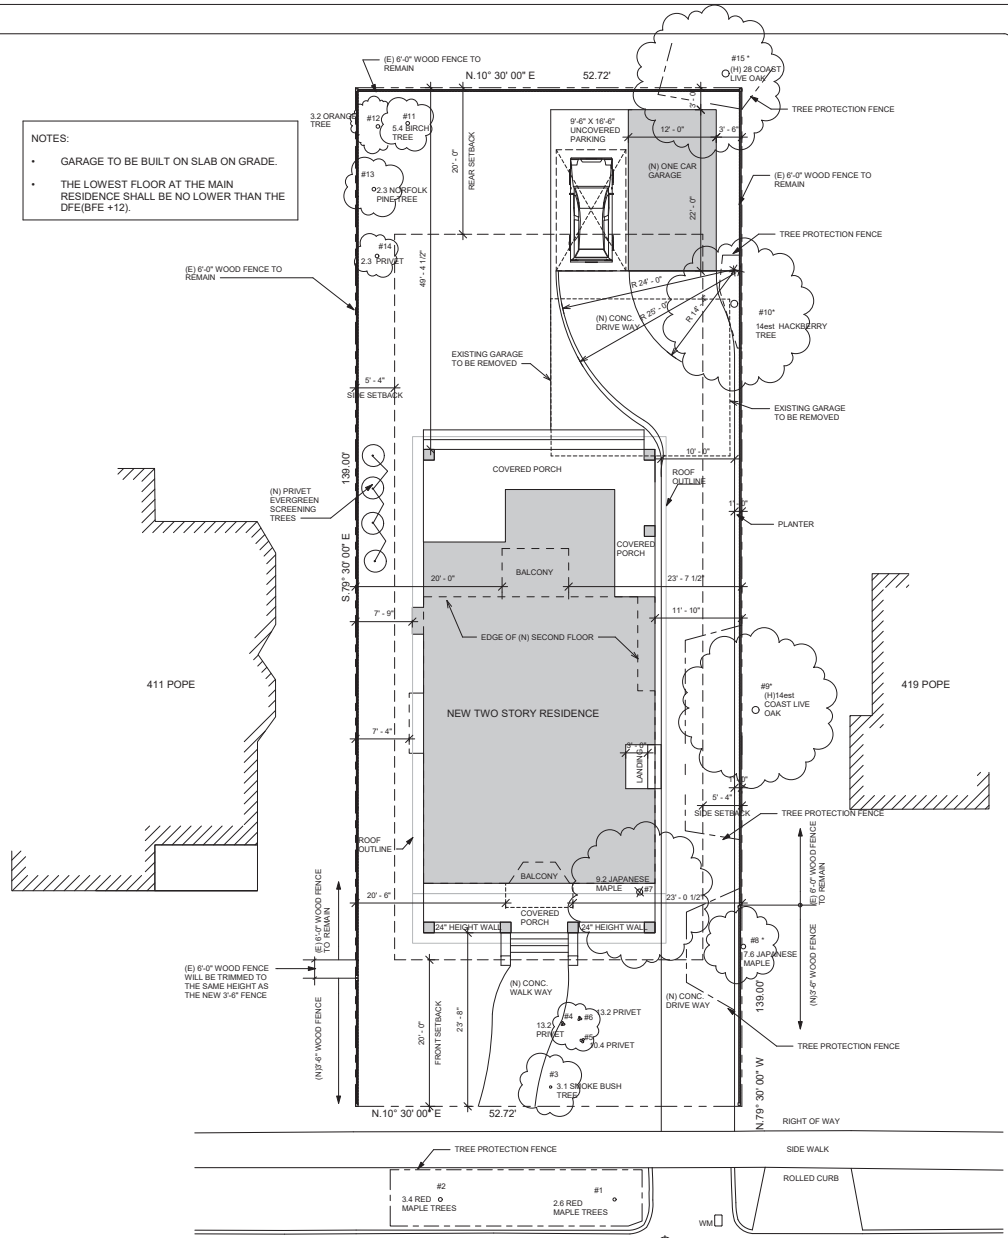 (E) 6'-0" WOOD FENCE TO
REMAIN
N.10° 30' 00" E
52.72'
#15 *
(H) 28 COAST
LIVE OAK
TREE PROTECTION FENCE
NOTES:
• GARAGE TO BE BUILT ON SLAB ON GRADE.
• THE LOWEST FLOOR AT THE MAIN
RESIDENCE SHALL BE NO LOWER THAN THE
DFE(BFE +12).
3.2 ORANGE
TREE
#12
#11
5.4 BIRCH
TREE
20' - 0"
REAR SETBACK
9'-6" X 16'-6"
UNCOVERED
PARKING
12' - 0"
3' - 6"
(N) ONE CAR
GARAGE
22' - 0"
#13
2.3 NORFOLK
PINE TREE
(E) 6'-0" WOOD FENCE TO
REMAIN
#14
2.3 PRIVET
TREE PROTECTION FENCE
(E) 6'-0" WOOD FENCE TO
REMAIN
49' - 4 1/2"
R 24' - 0"
R 25' - 0"
(N) CONC.
DRIVE WAY
#10*
14est HACKBERRY
TREE
EXISTING GARAGE
TO BE REMOVED
5' - 4"
SIDE SETBACK
EXISTING GARAGE
TO BE REMOVED
10' - 0"
139.00'
COVERED PORCH
ROOF
OUTLINE
(N) PRIVET
EVERGREEN
SCREENING
TREES
1' - 0"
PLANTER
S.79° 30' 00" E
COVERED
PORCH
BALCONY
20' - 0"
23' - 7 1/2"
7' - 9"
11' - 10"
EDGE OF (N) SECOND FLOOR
411 POPE
419 POPE
#9*
(H)14est
COAST LIVE
OAK
NEW TWO STORY RESIDENCE
7' - 4"
3' - 0"
LANDING
1' - 0"
5' - 4"
SIDE SETBACK
TREE PROTECTION FENCE
ROOF
OUTLINE
BALCONY
9.2 JAPANESE
MAPLE
#7
20' - 6"
23' - 0 1/2"
COVERED
PORCH
24" HEIGHT WALL
24" HEIGHT WALL
(E) 6'-0" WOOD FENCE
TO REMAIN
(E) 6'-0" WOOD FENCE
TO REMAIN
#8 *
7.6 JAPANESE
MAPLE
(E) 6'-0" WOOD FENCE
WILL BE TRIMMED TO
THE SAME HEIGHT AS
THE NEW 3'-6" FENCE
(N) CONC.
WALK WAY
(N) CONC.
DRIVE WAY
139.00'
(N)3'-6" WOOD FENCE
(N)3'-6" WOOD FENCE
20' - 0"
FRONT SETBACK
23' - 8"
#4
#6
13.2 PRIVET
13.2
PRIVET
#5
10.4 PRIVET
TREE PROTECTION FENCE
#3
3.1 SMOKE BUSH
TREE
N.79° 30' 00" W
N.10° 30' 00" E
52.72'
RIGHT OF WAY
TREE PROTECTION FENCE
SIDE WALK
ROLLED CURB
#2
3.4 RED
MAPLE TREES
#1
2.6 RED
MAPLE TREES
WM